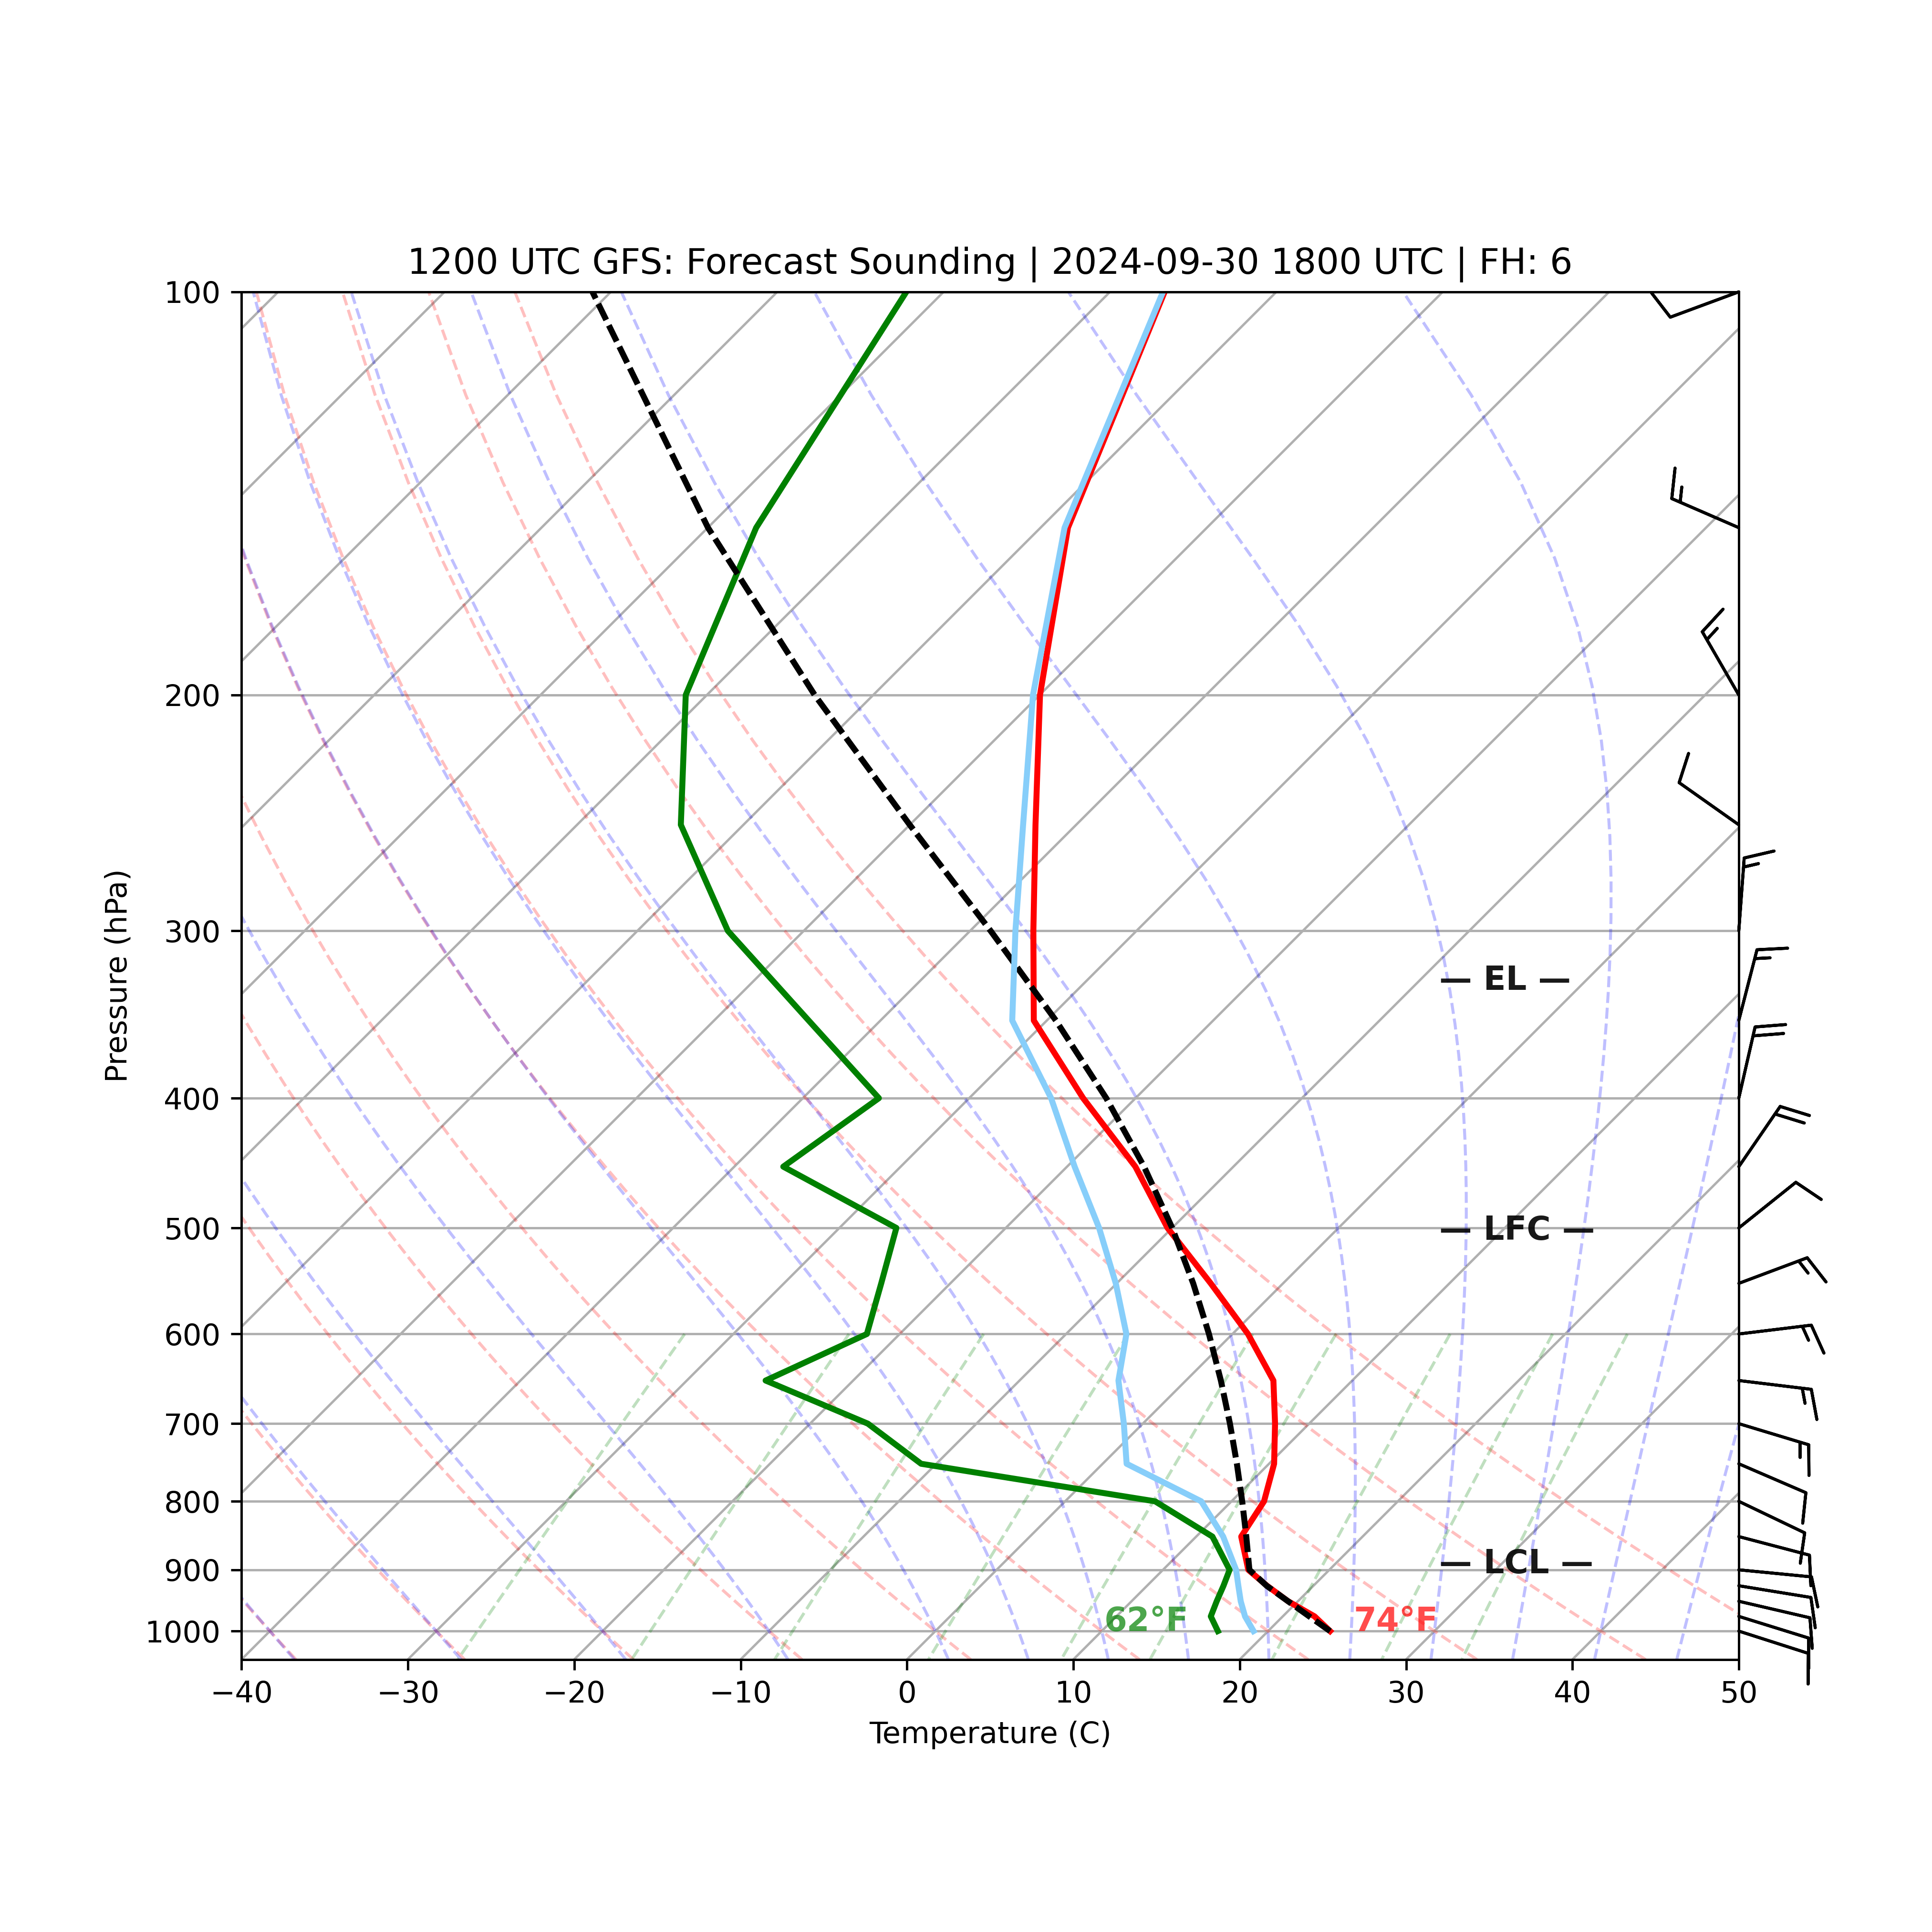 1200 UTC GFS: Forecast Sounding | 2024-09-30 1800 UTC | FH: 6
100
200
300
— EL —
400
500
— LFC —
600
700
800
900
— LCL —
1000
62°F
74°F
Pressure (hPa)
−40 −30 −20 −10 0 10 20 30 40 50
Temperature (C)